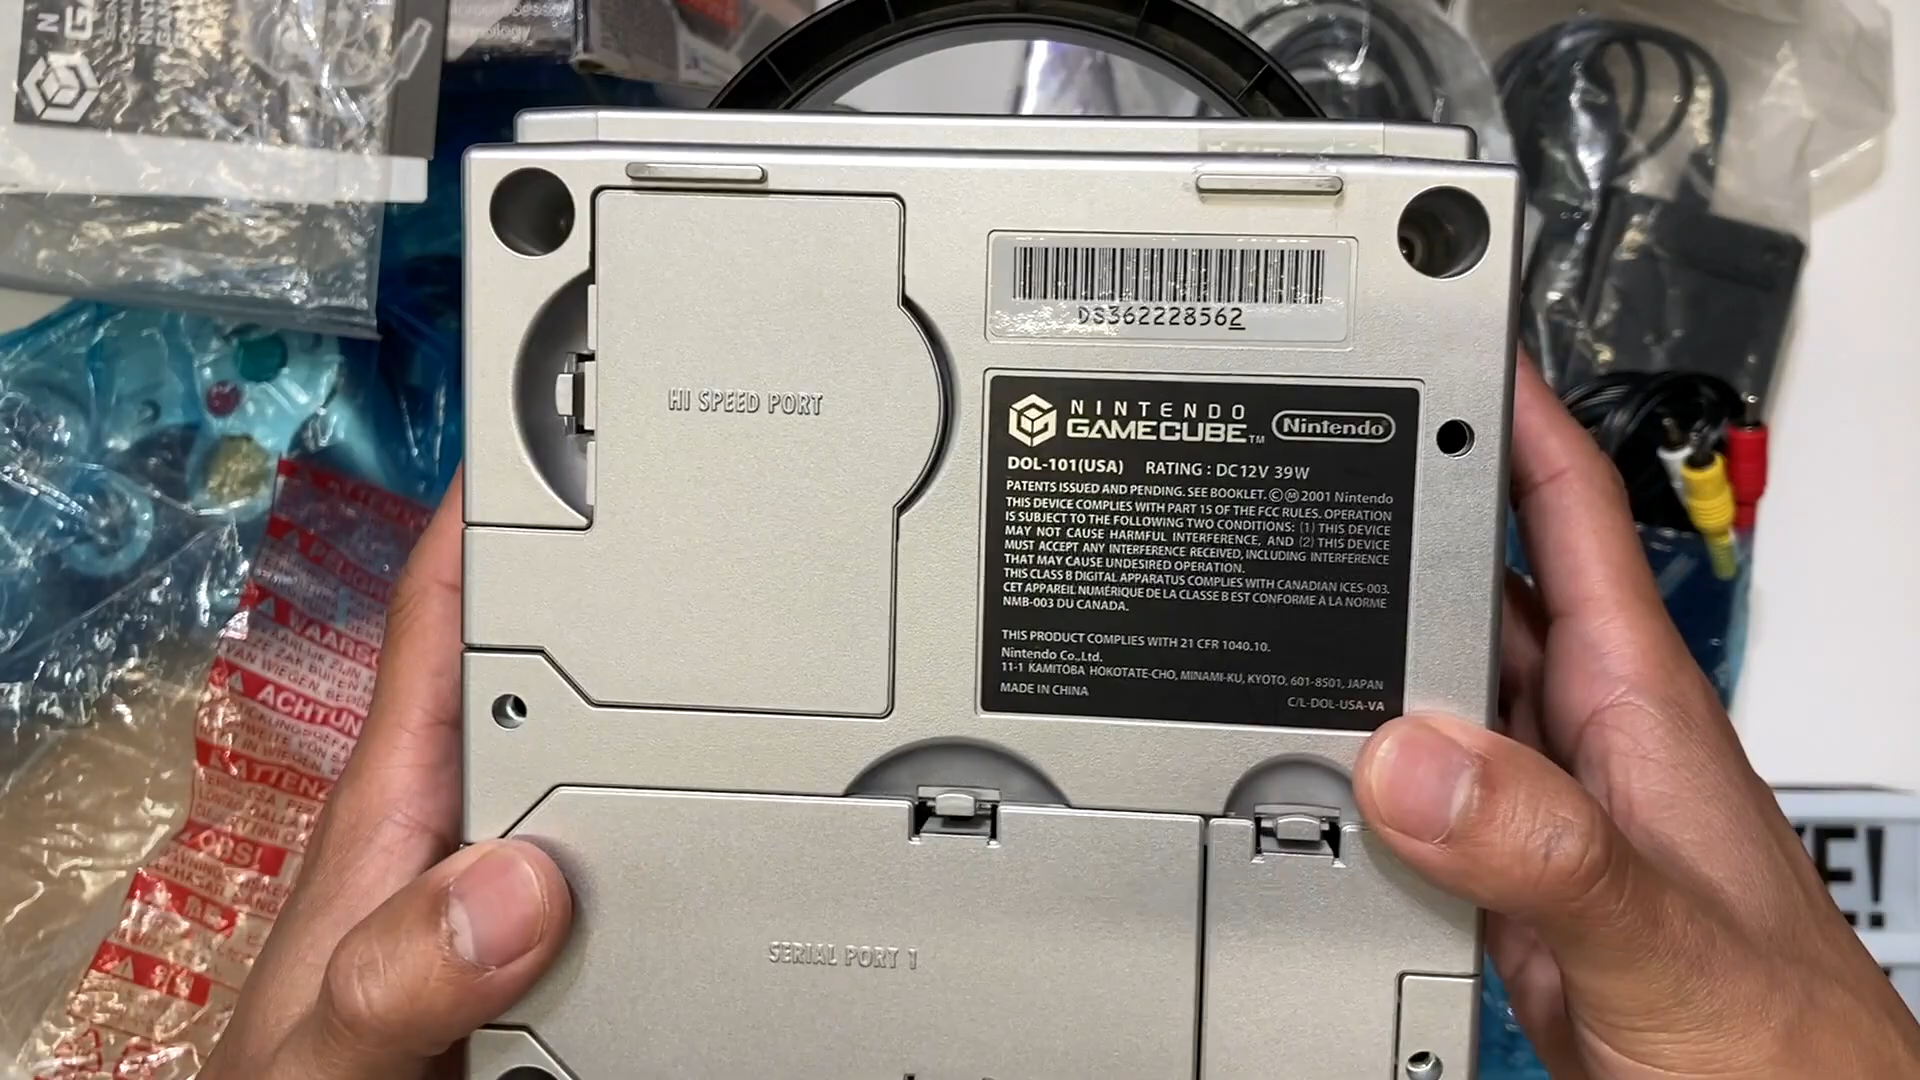 HI SPEED PORT
DS362228562
NINTENDO
GAMECUBE™
Nintendo®
DOL-101(USA) RATING : DC12V 39W
PATENTS ISSUED AND PENDING. SEE BOOKLET. ©Ⓜ 2001 Nintendo
THIS DEVICE COMPLIES WITH PART 15 OF THE FCC RULES. OPERATION
IS SUBJECT TO THE FOLLOWING TWO CONDITIONS: (1) THIS DEVICE
MAY NOT CAUSE HARMFUL INTERFERENCE, AND (2) THIS DEVICE
MUST ACCEPT ANY INTERFERENCE RECEIVED, INCLUDING INTERFERENCE
THAT MAY CAUSE UNDESIRED OPERATION.
THIS CLASS B DIGITAL APPARATUS COMPLIES WITH CANADIAN ICES-003.
CET APPAREIL NUMÉRIQUE DE LA CLASSE B EST CONFORME À LA NORME
NMB-003 DU CANADA.
THIS PRODUCT COMPLIES WITH 21 CFR 1040.10.
Nintendo Co.,Ltd.
11-1 KAMITOBA HOKOTATE-CHO, MINAMI-KU, KYOTO, 601-8501, JAPAN
MADE IN CHINA
C/L-DOL-USA-VA
SERIAL PORT 1
ACHTUN
E!